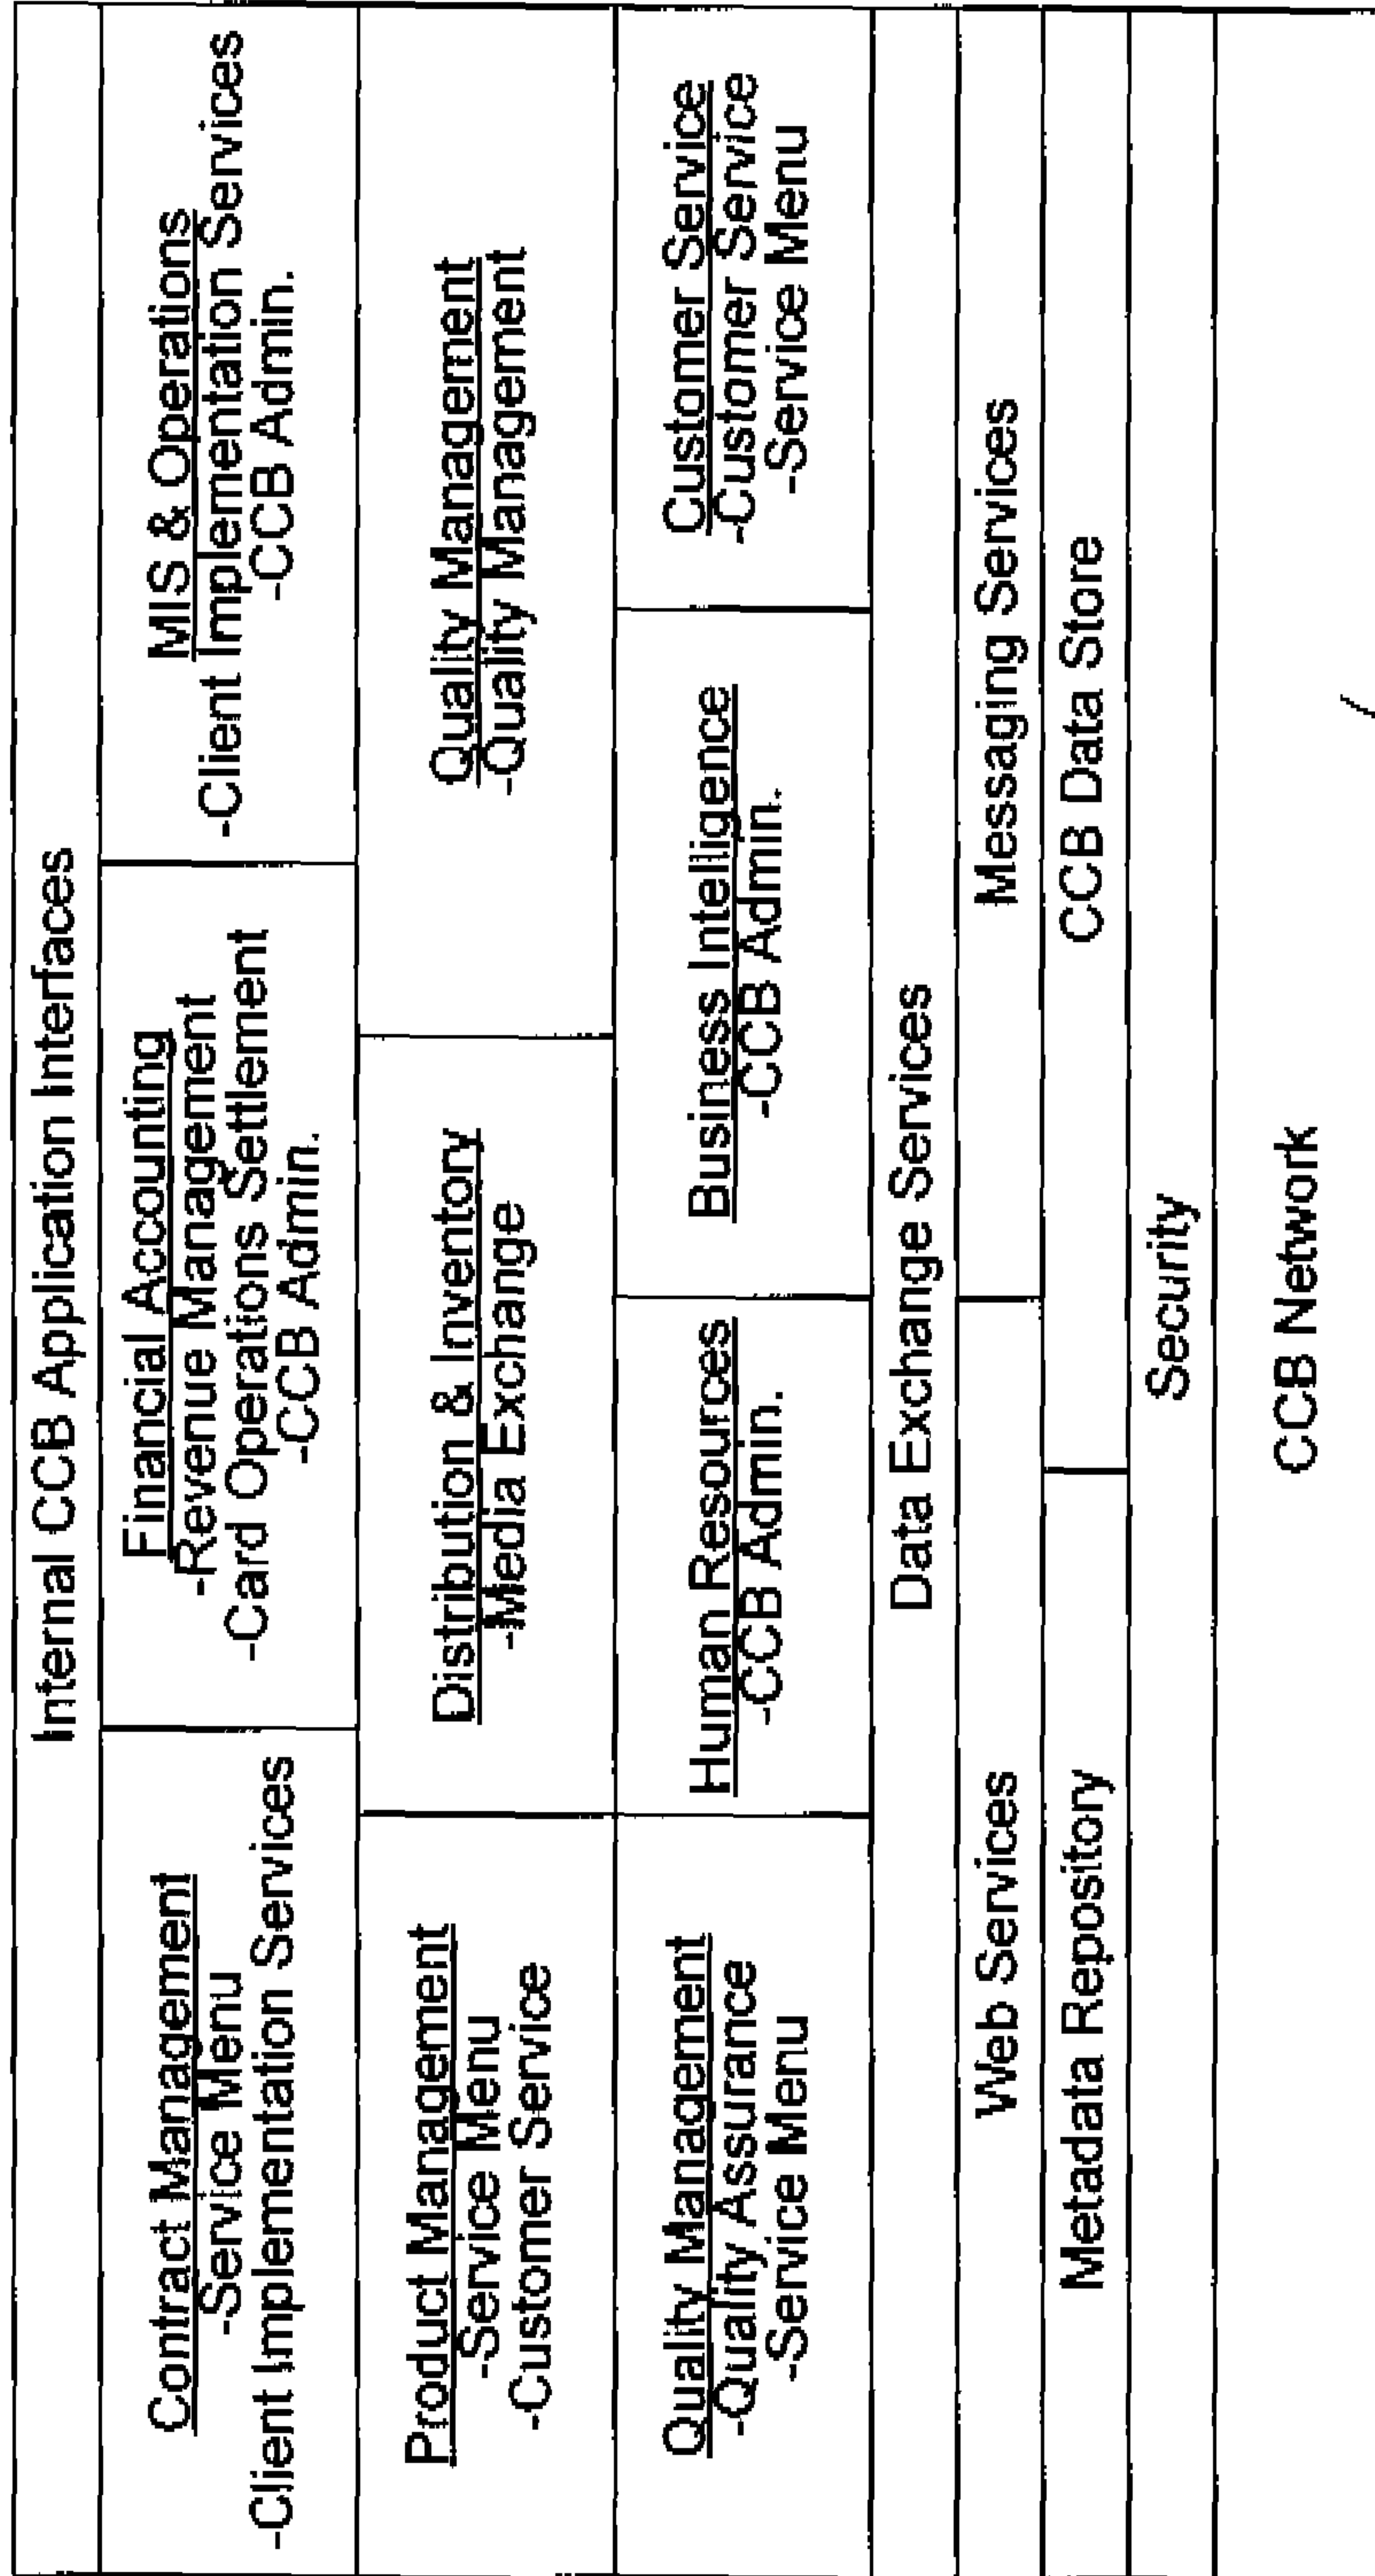 Internal CCB Application Interfaces
Contract Management
-Service Menu
-Client Implementation Services
Financial Accounting
-Revenue Management
-Card Operations Settlement
-CCB Admin.
MIS & Operations
-Client Implementation Services
-CCB Admin.
Product Management
-Service Menu
-Customer Service
Distribution & Inventory
-Media Exchange
Quality Management
-Quality Management
Quality Management
-Quality Assurance
-Service Menu
Human Resources
-CCB Admin.
Business Intelligence
-CCB Admin.
Customer Service
-Customer Service
-Service Menu
Data Exchange Services
Web Services
Messaging Services
Metadata Repository
CCB Data Store
Security
CCB Network